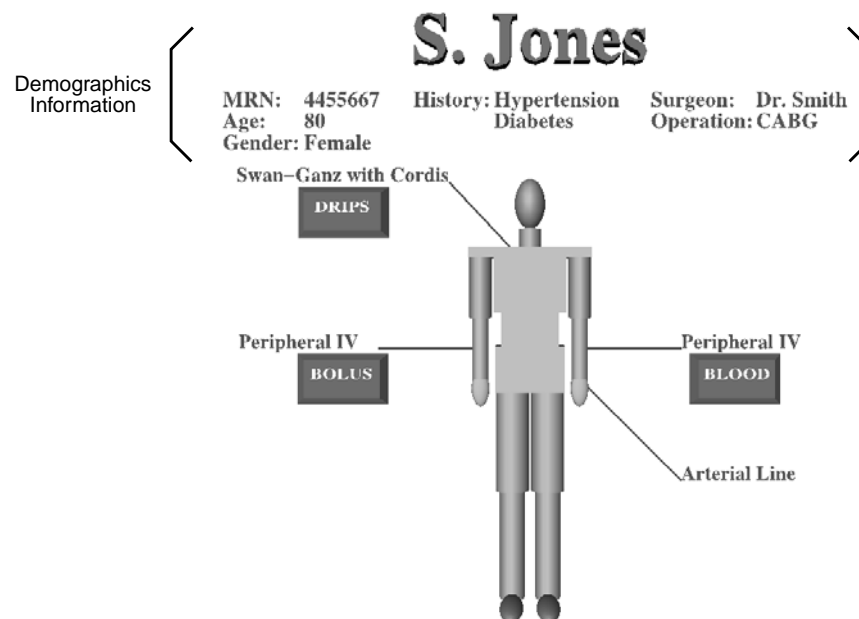 S. Jones
Demographics
Information
MRN: 4455667 History: Hypertension Surgeon: Dr. Smith
Age: 80 Diabetes Operation: CABG
Gender: Female
Swan-Ganz with Cordis
DRIPS
Peripheral IV Peripheral IV
BOLUS BLOOD
Arterial Line